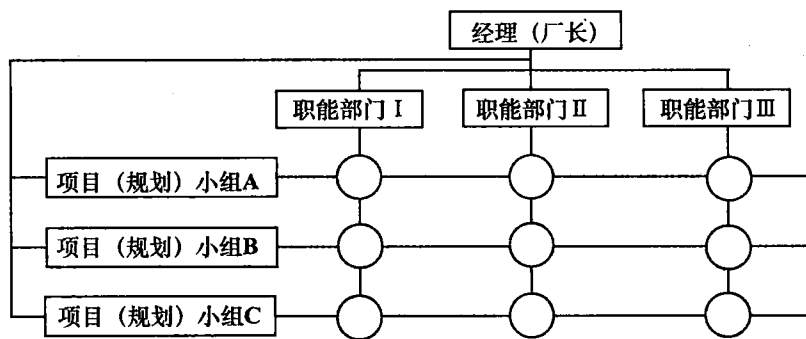 经理（厂长）
职能部门Ⅰ
职能部门Ⅱ
职能部门Ⅲ
项目（规划）小组A
项目（规划）小组B
项目（规划）小组C